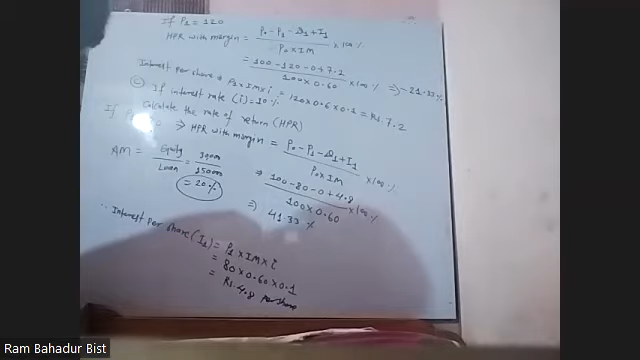 If P1 = 120
HPR with margin = P0 - P1 - D1 + I1 / P0 x IM x 100 %
= 100 - 120 - 0 + 7.2 / 100 x 0.60 x 100 % => -21.33 %
Interest per share = P1 x IM x i = 120 x 0.6 x 0.1 = Rs. 7.2
(c) If interest rate (i) = 10 %
Calculate the rate of return (HPR)
If => HPR with margin = P0 - P1 - D1 + I1 / P0 x IM x 100 %
AM = Equity / Loan = / = 20 %
=> 100 - 80 - 0 + 4.8 / 100 x 0.60 x 100 %
=> 41.33 %
∵ Interest per share (I1) = P1 x IM x i
= 80 x 0.60 x 0.1
= Rs. 4.8 per share
Ram Bahadur Bist